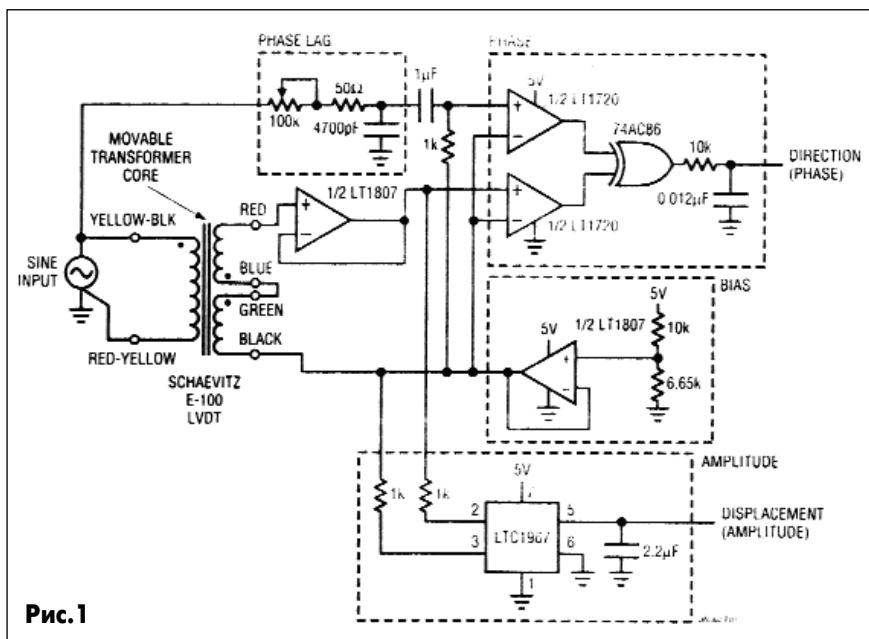 PHASE LAG
PHASE
100k
50Ω
4700pF
1µF
1k
5V
1/2 LT1720
74AC86
10k
0.012µF
DIRECTION
(PHASE)
1/2 LT1720
MOVABLE
TRANSFORMER
CORE
YELLOW-BLK
SINE
INPUT
RED-YELLOW
RED
BLUE
GREEN
BLACK
SCHAEVITZ
E-100
LVDT
1/2 LT1807
BIAS
5V
1/2 LT1807
5V
10k
6.65k
AMPLITUDE
1k
1k
5V
7
2
3
LTC1967
5
6
1
2.2µF
DISPLACEMENT
(AMPLITUDE)
Рис.1